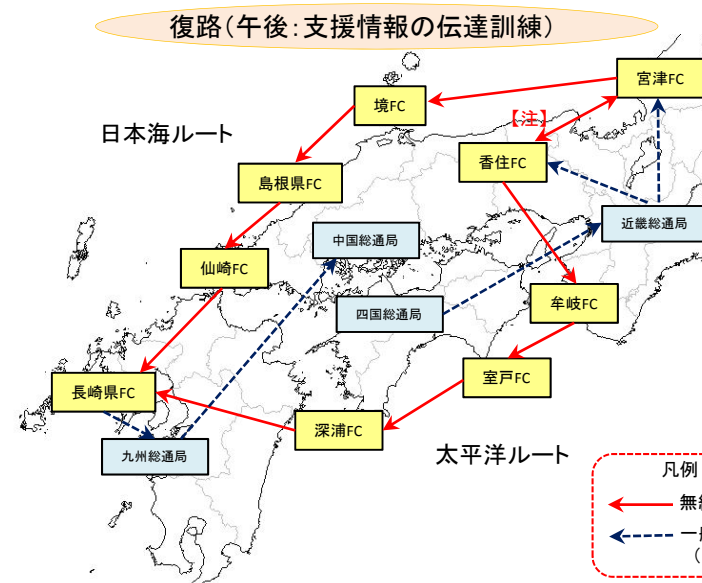 復路(午後:支援情報の伝達訓練)
宮津FC
境FC
【注】
日本海ルート
香住FC
島根県FC
近畿総通局
中国総通局
仙崎FC
牟岐FC
四国総通局
室戸FC
長崎県FC
深浦FC
太平洋ルート
九州総通局
凡例
無線
一般
(